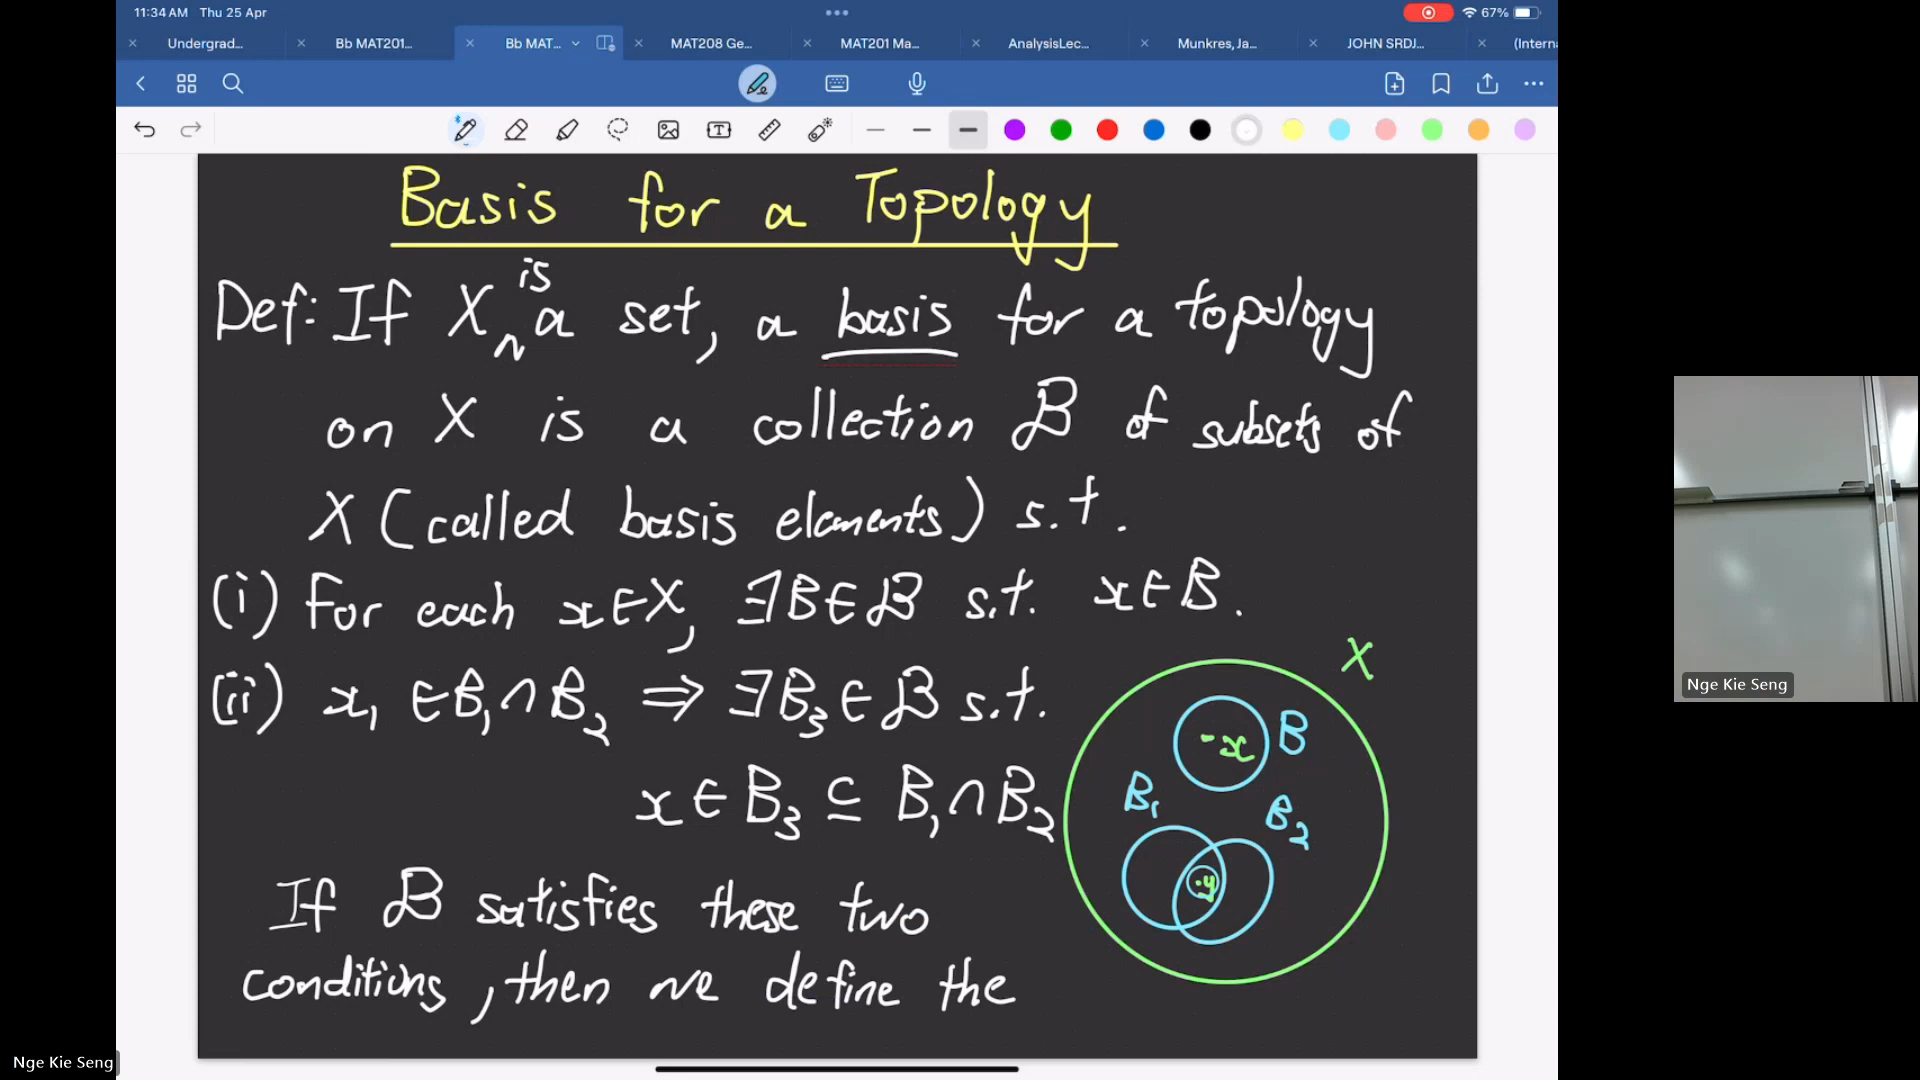 11:34 AM Thu 25 Apr
67%
Undergrad...
Bb MAT201...
Bb MAT...
MAT208 Ge...
MAT201 Ma...
AnalysisLec...
Munkres, Ja...
JOHN SRDJ...
(Intern
Basis for a Topology
Def: If X is a set, a basis for a topology
on X is a collection ℬ of subsets of
X (called basis elements) s.t.
(i) For each x ∈ X, ∃B ∈ ℬ s.t. x ∈ B.
(ii) x₁ ∈ B₁ ∩ B₂ ⇒ ∃B₃ ∈ ℬ s.t.
x ∈ B₃ ⊆ B₁ ∩ B₂
X
x B
B₁
B₂
y
If ℬ satisfies these two
conditions, then we define the
Nge Kie Seng
Nge Kie Seng